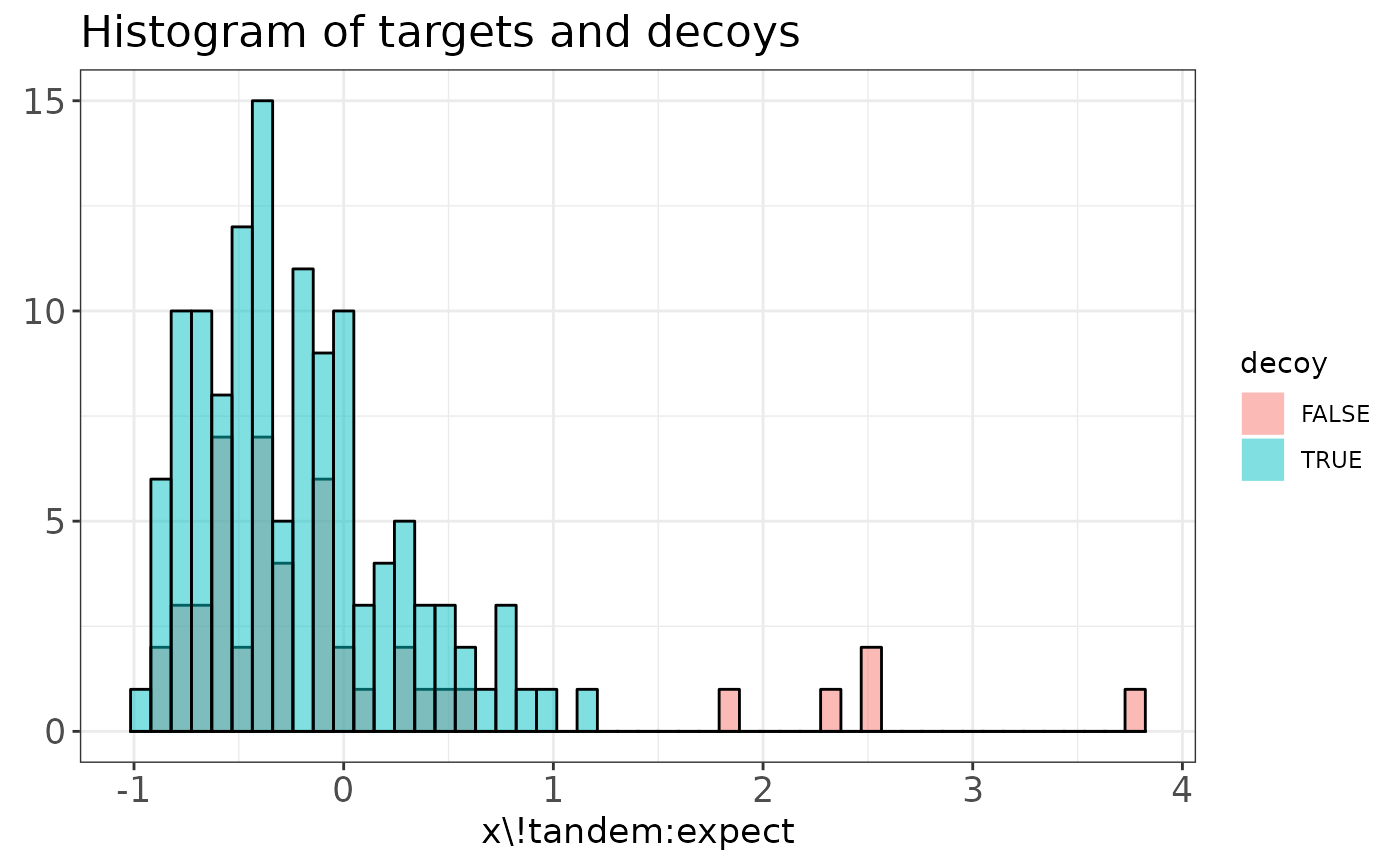 Histogram of targets and decoys
15
10
5
0
-1 0 1 2 3 4
x\!tandem:expect
decoy
FALSE
TRUE